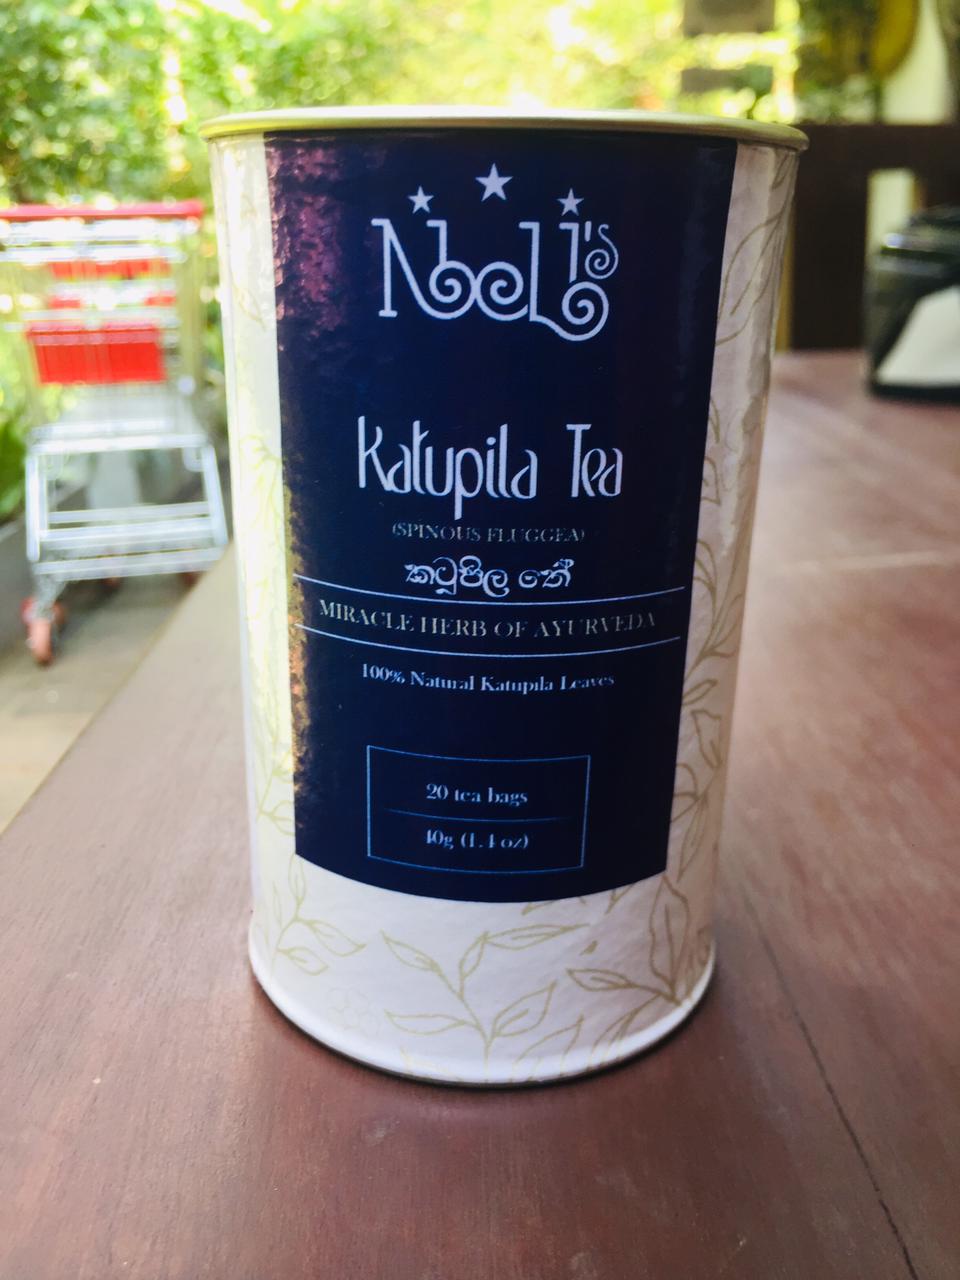 NoeLi's
Katupila Tea
(SPINOUS FLUGGEA)
කටුපිල තේ
MIRACLE HERB OF AYURVEDA
100% Natural Katupila Leaves
20 tea bags
40g (1.4 oz)